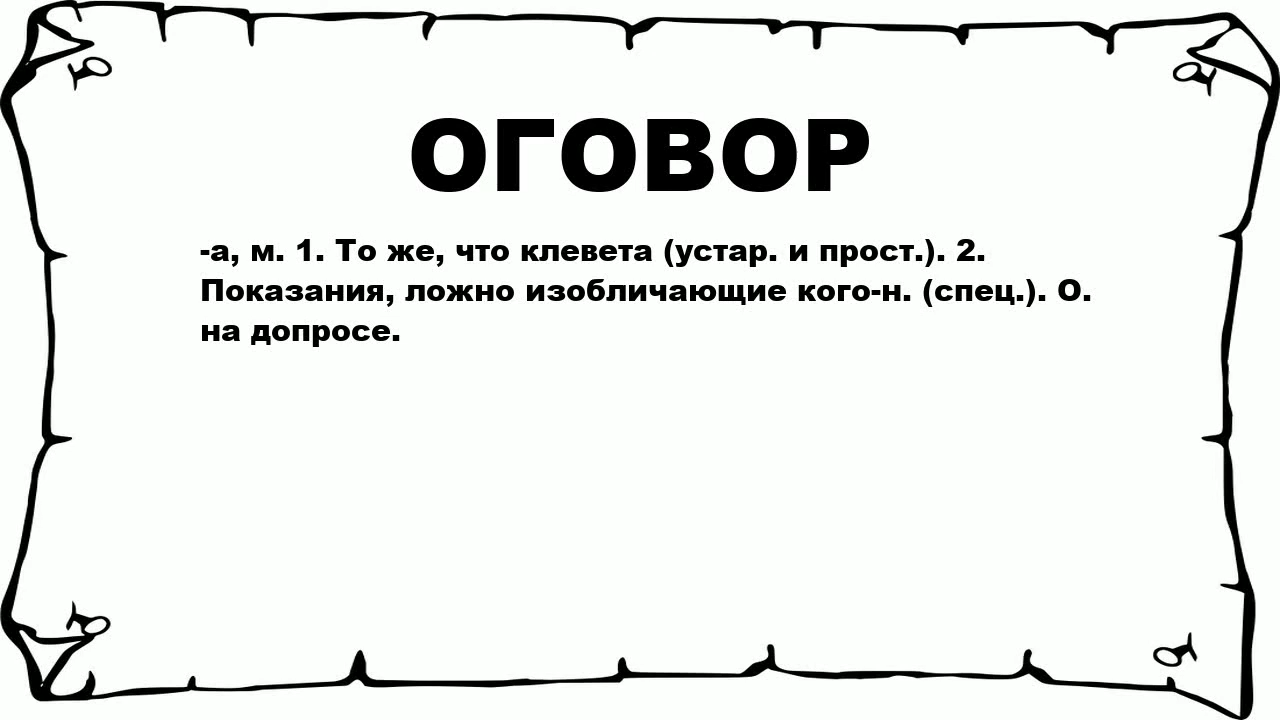 ОГОВОР
-а, м. 1. То же, что клевета (устар. и прост.). 2.
Показания, ложно изобличающие кого-н. (спец.). О.
на допросе.